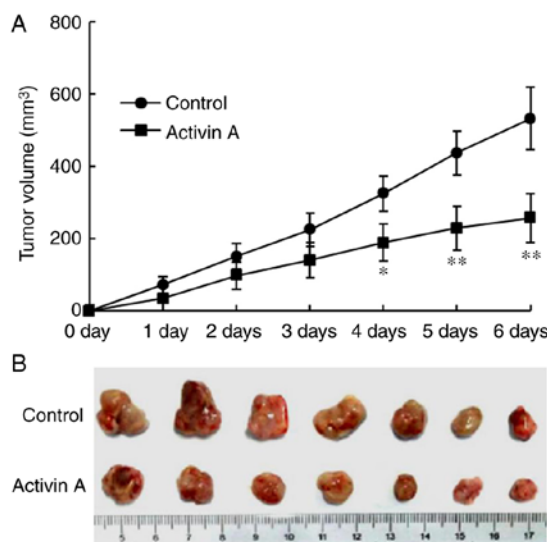 A
800
600
400
200
0
Tumor volume (mm³)
Control
Activin A
*
**
**
0 day 1 day 2 days 3 days 4 days 5 days 6 days
B
Control
Activin A
5 6 7 8 9 10 11 12 13 14 15 16 17